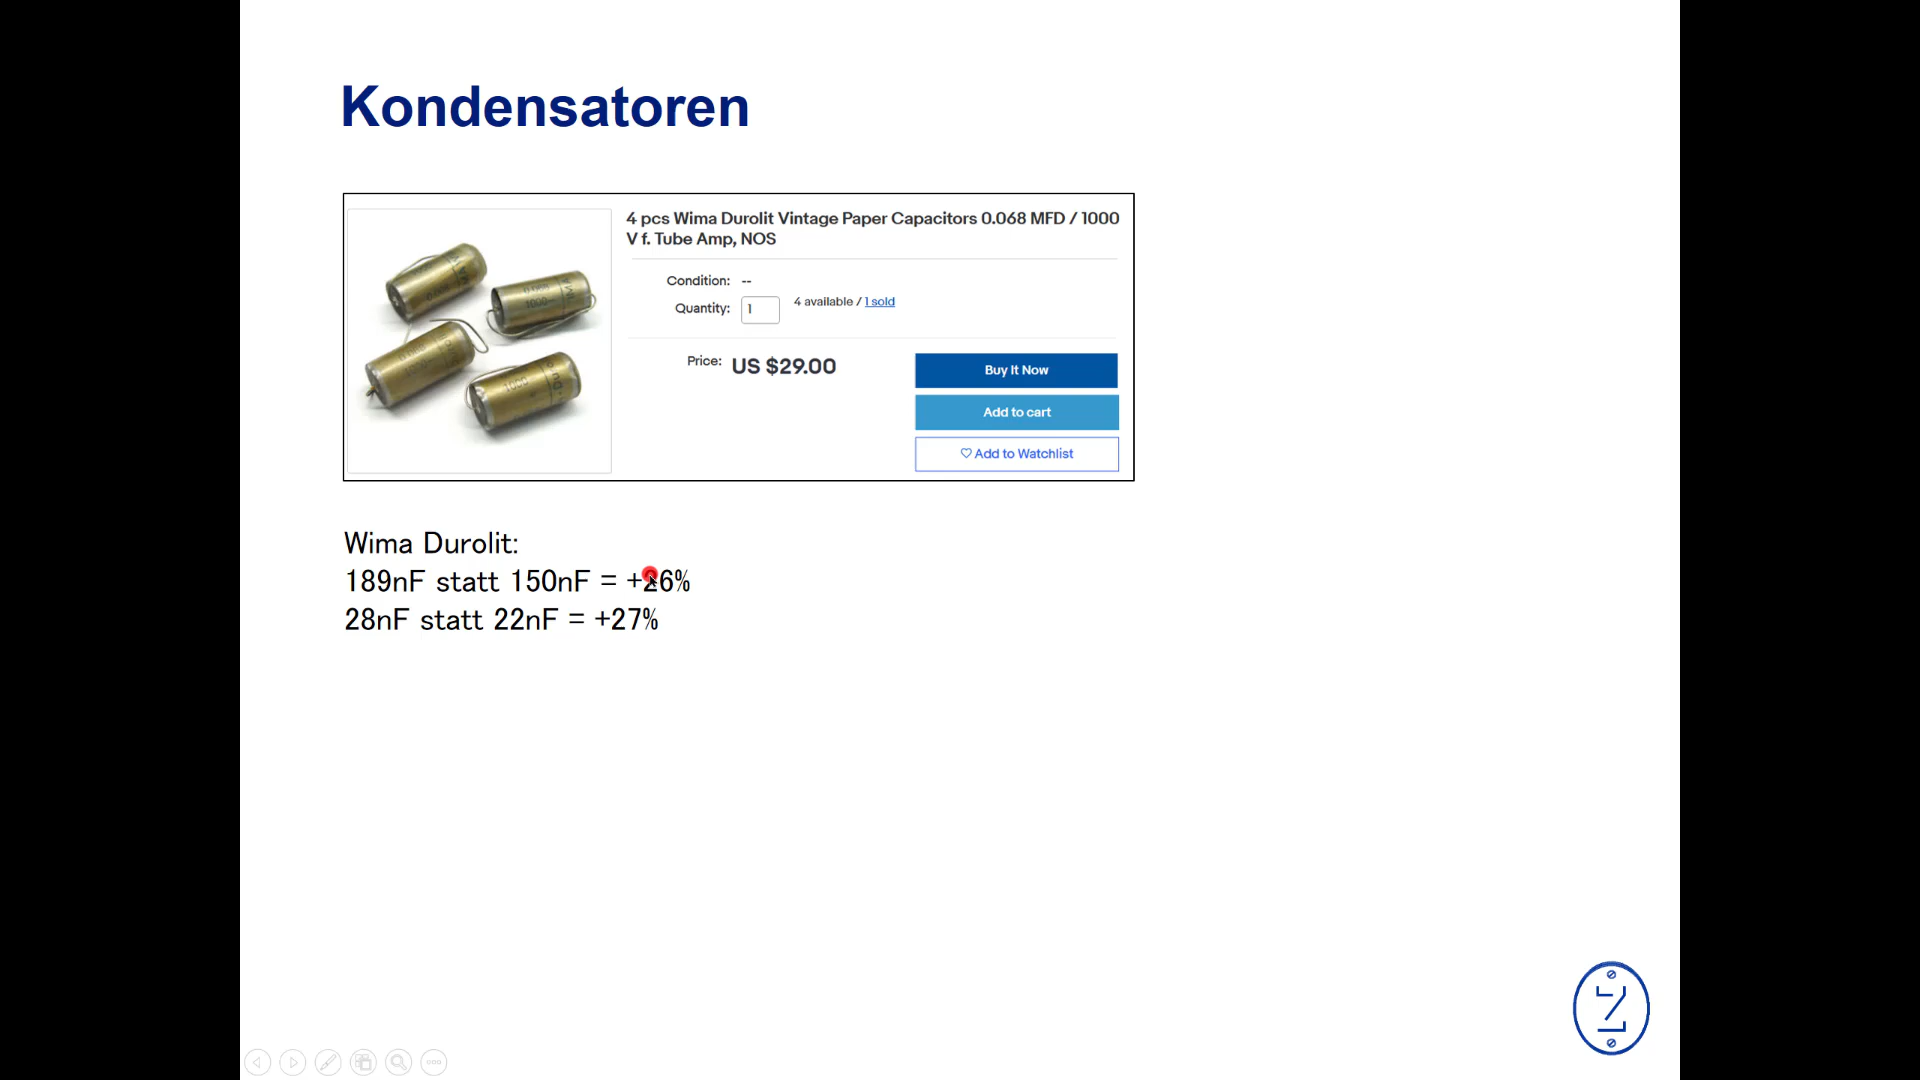 Kondensatoren
4 pcs Wima Durolit Vintage Paper Capacitors 0.068 MFD / 1000
V f. Tube Amp, NOS
Condition: --
Quantity: 1 4 available / 1 sold
Price: US $29.00
Buy It Now
Add to cart
Add to Watchlist
Wima Durolit:
189nF statt 150nF = +26%
28nF statt 22nF = +27%